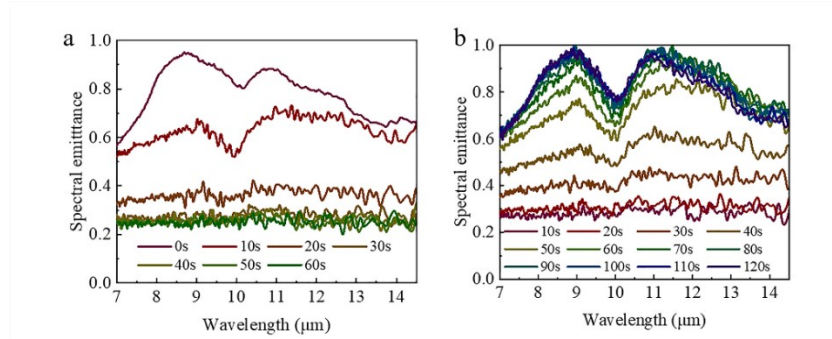 a
Spectral emitttance
1.0
0.8
0.6
0.4
0.2
0.0
0s 10s 20s 30s
40s 50s 60s
7 8 9 10 11 12 13 14
Wavelength (μm)
b
Spectral emittance
1.0
0.8
0.6
0.4
0.2
0.0
10s 20s 30s 40s
50s 60s 70s 80s
90s 100s 110s 120s
7 8 9 10 11 12 13 14
Wavelength (μm)